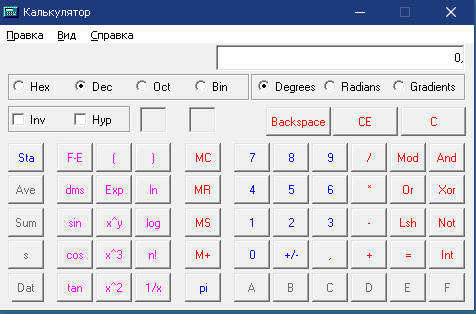 Калькулятор
Правка Вид Справка
0,
Hex Dec Oct Bin Degrees Radians Gradients
Inv Hyp Backspace CE C
Sta F-E ( ) MC 7 8 9 / Mod And
Ave dms Exp ln MR 4 5 6 * Or Xor
Sum sin x^y log MS 1 2 3 - Lsh Not
s cos x^3 n! M+ 0 +/- , + = Int
Dat tan x^2 1/x pi A B C D E F